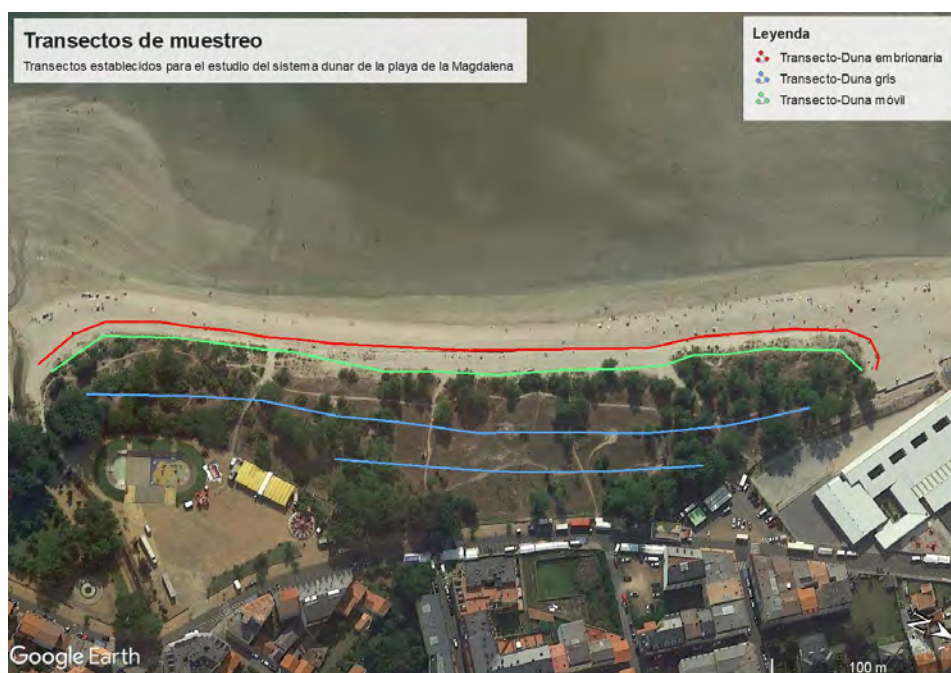 Transectos de muestreo
Transectos establecidos para el estudio del sistema dunar de la playa de la Magdalena
Leyenda
Transecto-Duna embrionaria
Transecto-Duna gris
Transecto-Duna móvil
Google Earth
100 m
N